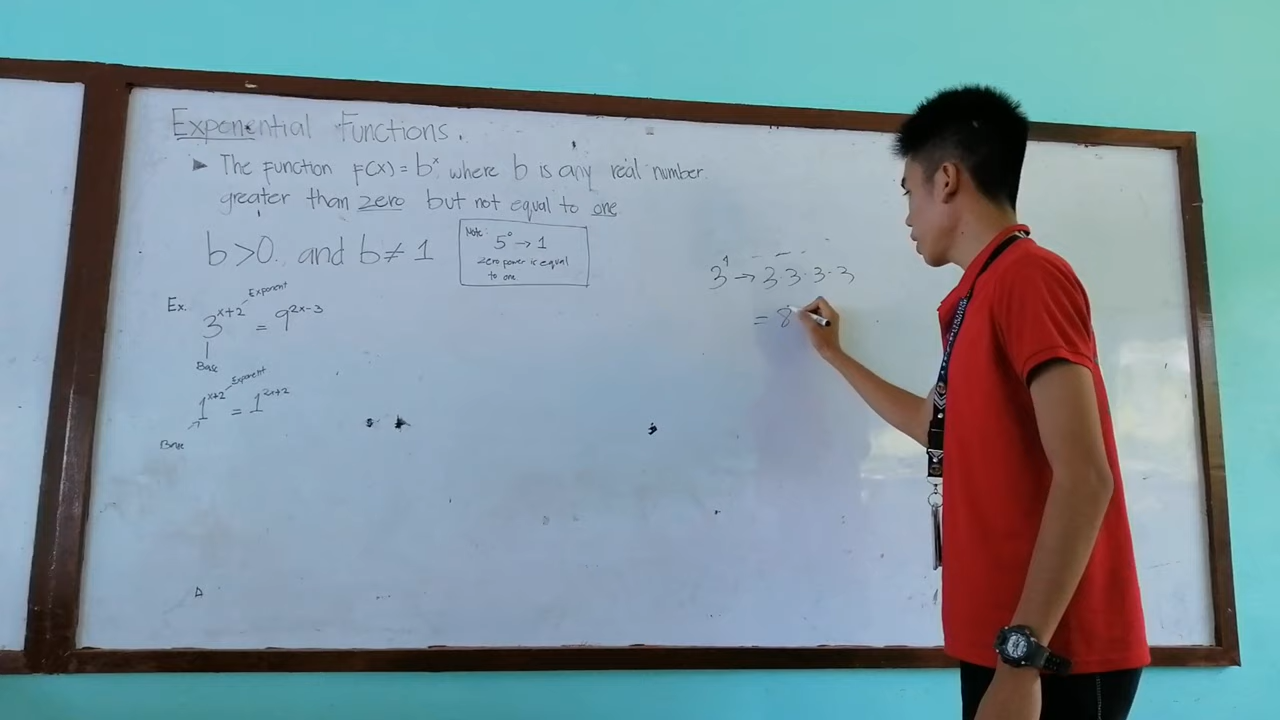 Exponential Functions.
➤ The Function F(x) = bˣ where b is any real number
greater than zero but not equal to one
b > 0 and b ≠ 1
Note: 5⁰ → 1
zero power is equal
to one
Ex.
Exponent
3ˣ⁺² = 9²ˣ⁻³
Base
Exponent
1ˣ⁺² = 1²ˣ⁺²
Base
3⁴ → 3·3·3·3
= 8